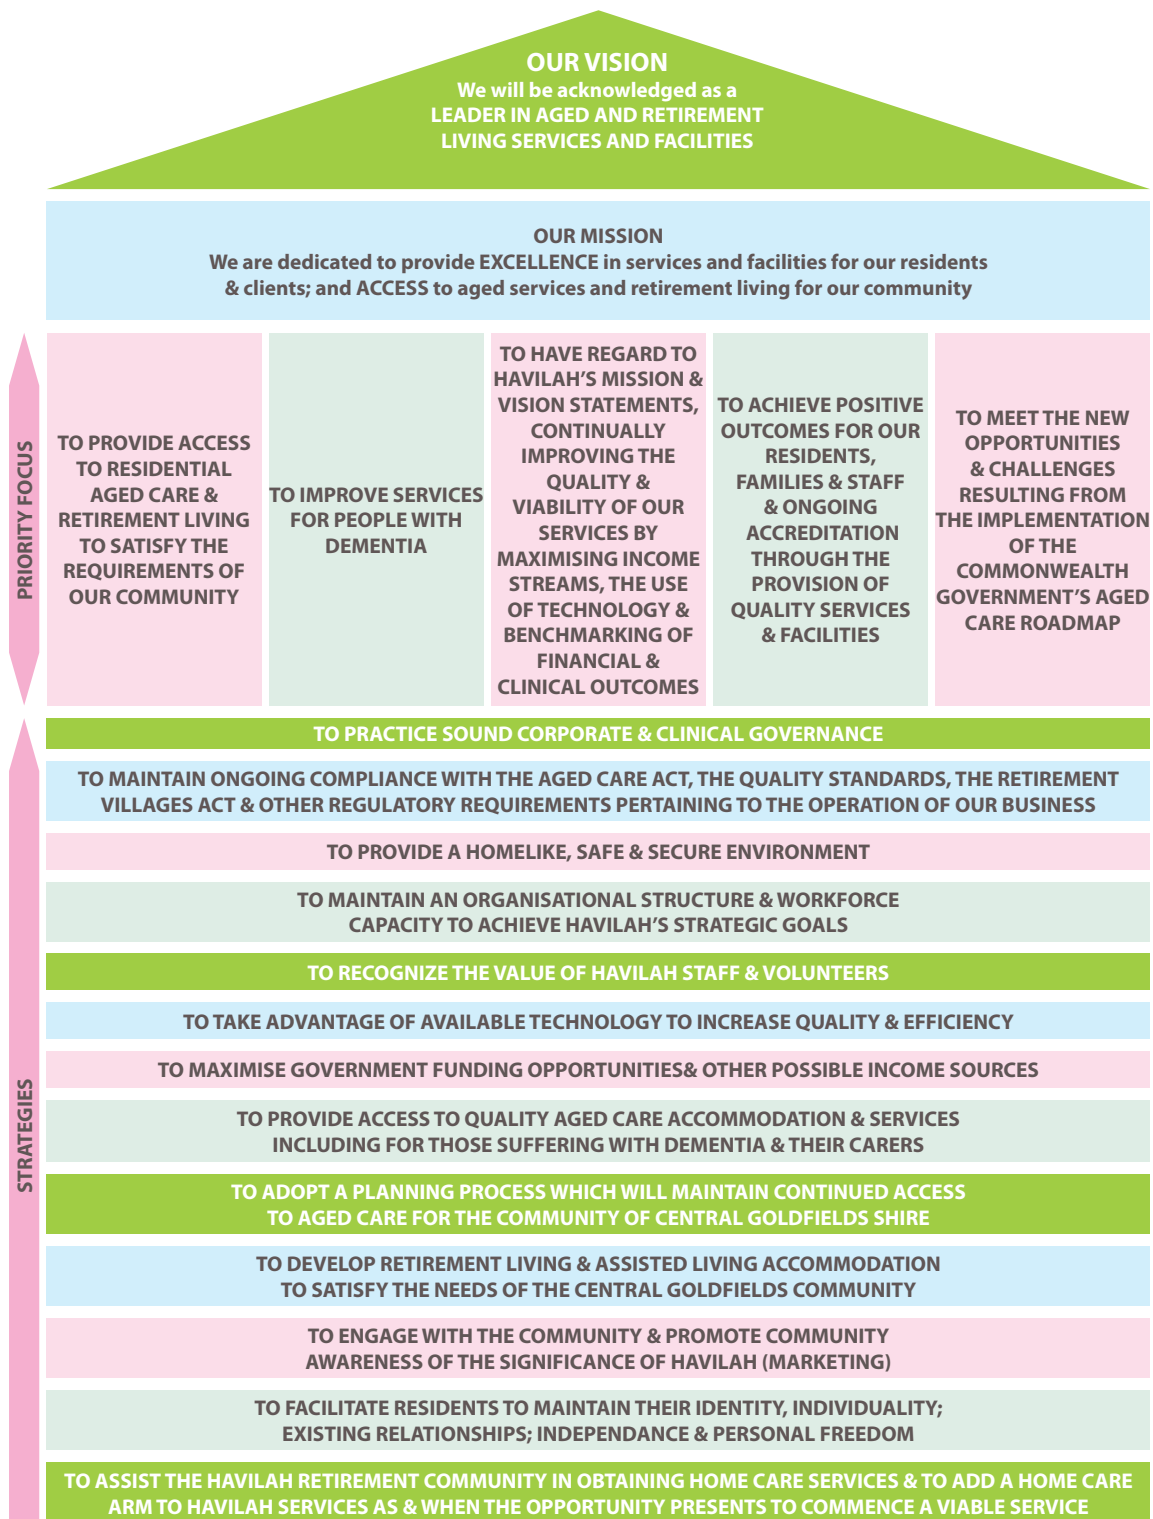 OUR VISION
We will be acknowledged as a
LEADER IN AGED AND RETIREMENT
LIVING SERVICES AND FACILITIES
OUR MISSION
We are dedicated to provide EXCELLENCE in services and facilities for our residents
& clients; and ACCESS to aged services and retirement living for our community
PRIORITY FOCUS
TO PROVIDE ACCESS
TO RESIDENTIAL
AGED CARE &
RETIREMENT LIVING
TO SATISFY THE
REQUIREMENTS OF
OUR COMMUNITY
TO IMPROVE SERVICES
FOR PEOPLE WITH
DEMENTIA
TO HAVE REGARD TO
HAVILAH'S MISSION &
VISION STATEMENTS,
CONTINUALLY
IMPROVING THE
QUALITY &
VIABILITY OF OUR
SERVICES BY
MAXIMISING INCOME
STREAMS, THE USE
OF TECHNOLOGY &
BENCHMARKING OF
FINANCIAL &
CLINICAL OUTCOMES
TO ACHIEVE POSITIVE
OUTCOMES FOR OUR
RESIDENTS,
FAMILIES & STAFF
& ONGOING
ACCREDITATION
THROUGH THE
PROVISION OF
QUALITY SERVICES
& FACILITIES
TO MEET THE NEW
OPPORTUNITIES
& CHALLENGES
RESULTING FROM
THE IMPLEMENTATION
OF THE
COMMONWEALTH
GOVERNMENT'S AGED
CARE ROADMAP
STRATEGIES
TO PRACTICE SOUND CORPORATE & CLINICAL GOVERNANCE
TO MAINTAIN ONGOING COMPLIANCE WITH THE AGED CARE ACT, THE QUALITY STANDARDS, THE RETIREMENT
VILLAGES ACT & OTHER REGULATORY REQUIREMENTS PERTAINING TO THE OPERATION OF OUR BUSINESS
TO PROVIDE A HOMELIKE, SAFE & SECURE ENVIRONMENT
TO MAINTAIN AN ORGANISATIONAL STRUCTURE & WORKFORCE
CAPACITY TO ACHIEVE HAVILAH'S STRATEGIC GOALS
TO RECOGNIZE THE VALUE OF HAVILAH STAFF & VOLUNTEERS
TO TAKE ADVANTAGE OF AVAILABLE TECHNOLOGY TO INCREASE QUALITY & EFFICIENCY
TO MAXIMISE GOVERNMENT FUNDING OPPORTUNITIES& OTHER POSSIBLE INCOME SOURCES
TO PROVIDE ACCESS TO QUALITY AGED CARE ACCOMMODATION & SERVICES
INCLUDING FOR THOSE SUFFERING WITH DEMENTIA & THEIR CARERS
TO ADOPT A PLANNING PROCESS WHICH WILL MAINTAIN CONTINUED ACCESS
TO AGED CARE FOR THE COMMUNITY OF CENTRAL GOLDFIELDS SHIRE
TO DEVELOP RETIREMENT LIVING & ASSISTED LIVING ACCOMMODATION
TO SATISFY THE NEEDS OF THE CENTRAL GOLDFIELDS COMMUNITY
TO ENGAGE WITH THE COMMUNITY & PROMOTE COMMUNITY
AWARENESS OF THE SIGNIFICANCE OF HAVILAH (MARKETING)
TO FACILITATE RESIDENTS TO MAINTAIN THEIR IDENTITY, INDIVIDUALITY;
EXISTING RELATIONSHIPS; INDEPENDANCE & PERSONAL FREEDOM
TO ASSIST THE HAVILAH RETIREMENT COMMUNITY IN OBTAINING HOME CARE SERVICES & TO ADD A HOME CARE
ARM TO HAVILAH SERVICES AS & WHEN THE OPPORTUNITY PRESENTS TO COMMENCE A VIABLE SERVICE